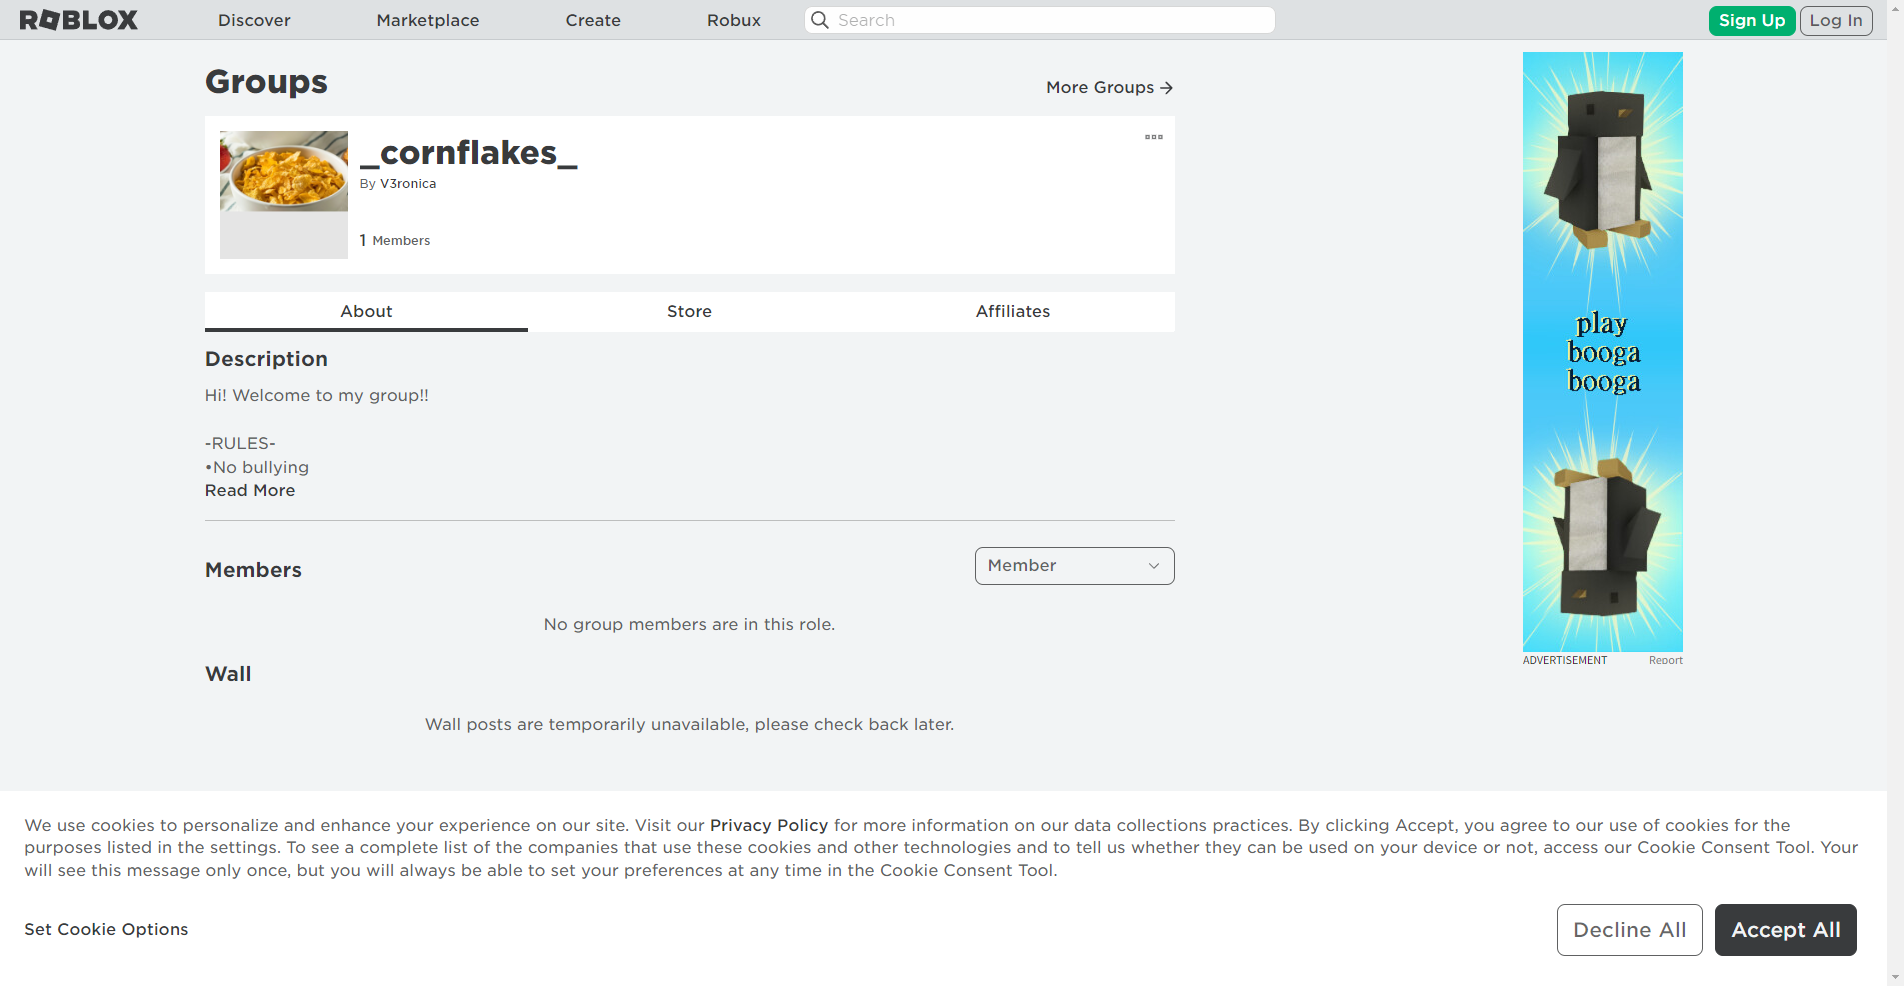 ROBLOX
Discover
Marketplace
Create
Robux
Search
Sign Up
Log In
Groups
More Groups →
_cornflakes_
By V3ronica
1 Members
About
Store
Affiliates
Description
Hi! Welcome to my group!!
-RULES-
•No bullying
Read More
Members
Member
No group members are in this role.
Wall
Wall posts are temporarily unavailable, please check back later.
play
booga
booga
ADVERTISEMENT
Report
We use cookies to personalize and enhance your experience on our site. Visit our Privacy Policy for more information on our data collections practices. By clicking Accept, you agree to our use of cookies for the
purposes listed in the settings. To see a complete list of the companies that use these cookies and other technologies and to tell us whether they can be used on your device or not, access our Cookie Consent Tool. Your
will see this message only once, but you will always be able to set your preferences at any time in the Cookie Consent Tool.
Set Cookie Options
Decline All
Accept All